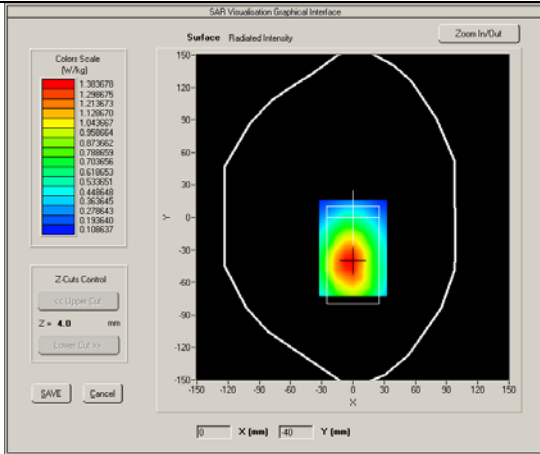 SAR Visualisation Graphical Interface
Surface Radiated Intensity
Zoom In/Out
Colors Scale
(W/kg)
1.383678
1.298675
1.213673
1.128670
1.043667
0.958664
0.873662
0.788659
0.703656
0.618653
0.533651
0.448648
0.363645
0.278643
0.193640
0.108637
Z-Cuts Control
<< Upper Cut
Z = 4.0 mm
Lower Cut >>
SAVE
Cancel
150-
120-
90-
60-
30-
0-
-30-
-60-
-90-
-120-
-150-
Y
-150 -120 -90 -60 -30 0 30 60 90 120 150
X
0 X (mm) -40 Y (mm)